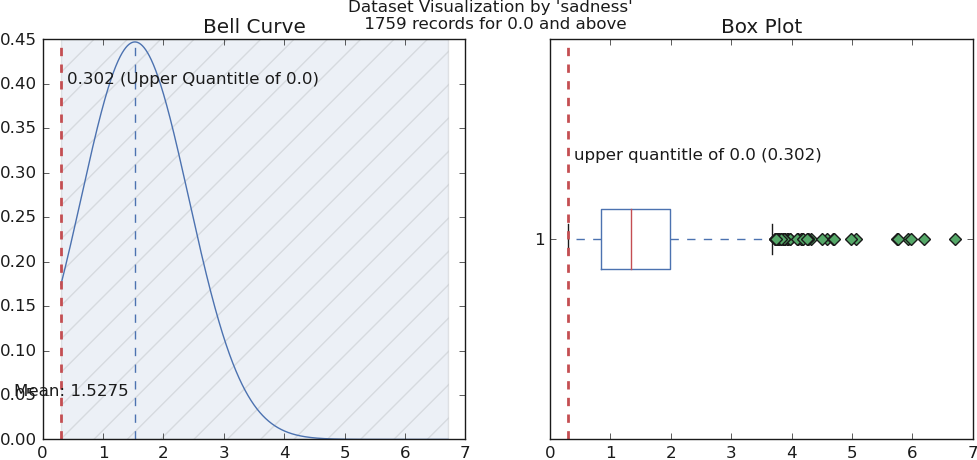 Dataset Visualization by 'sadness'
1759 records for 0.0 and above
Bell Curve
0.45
0.40
0.35
0.30
0.25
0.20
0.15
0.10
0.05
0.00
0.302 (Upper Quantitle of 0.0)
Mean: 1.5275
0 1 2 3 4 5 6 7
Box Plot
upper quantitle of 0.0 (0.302)
1
0 1 2 3 4 5 6 7